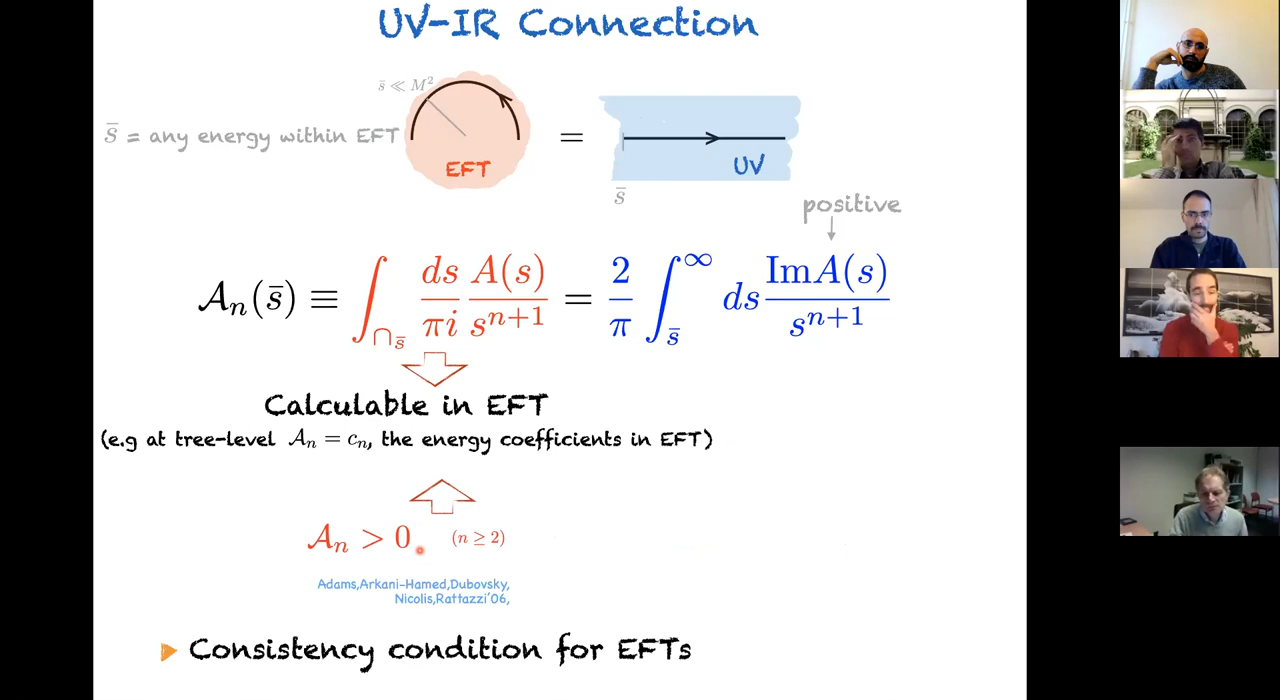 UV-IR Connection
s̄ ≪ M²
s̄ = any energy within EFT
=
EFT
UV
s̄
positive
𝒜ₙ(s̄) ≡ ∫_{∩s̄} ds/πi A(s)/sⁿ⁺¹ = 2/π ∫_{s̄}^∞ ds ImA(s)/sⁿ⁺¹
Calculable in EFT
(e.g at tree-level 𝒜ₙ = cₙ, the energy coefficients in EFT)
𝒜ₙ > 0 (n ≥ 2)
Adams,Arkani-Hamed,Dubovsky,
Nicolis,Rattazzi'06,
Consistency condition for EFTs